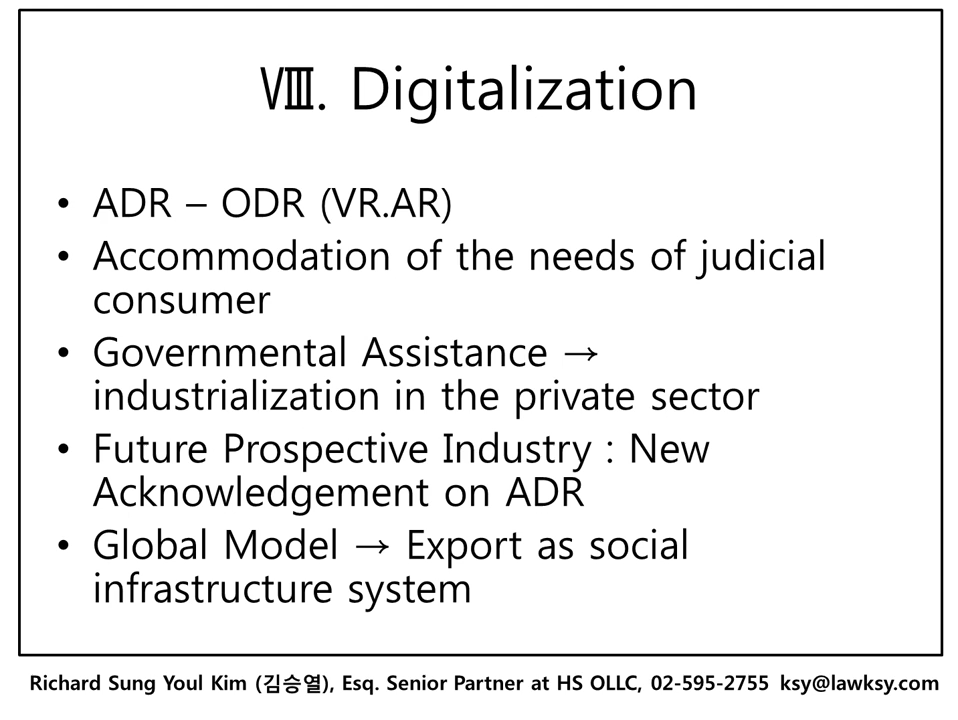 Ⅷ. Digitalization
• ADR – ODR (VR.AR)
• Accommodation of the needs of judicial
consumer
• Governmental Assistance →
industrialization in the private sector
• Future Prospective Industry : New
Acknowledgement on ADR
• Global Model → Export as social
infrastructure system
Richard Sung Youl Kim (김승열), Esq. Senior Partner at HS OLLC, 02-595-2755 ksy@lawksy.com